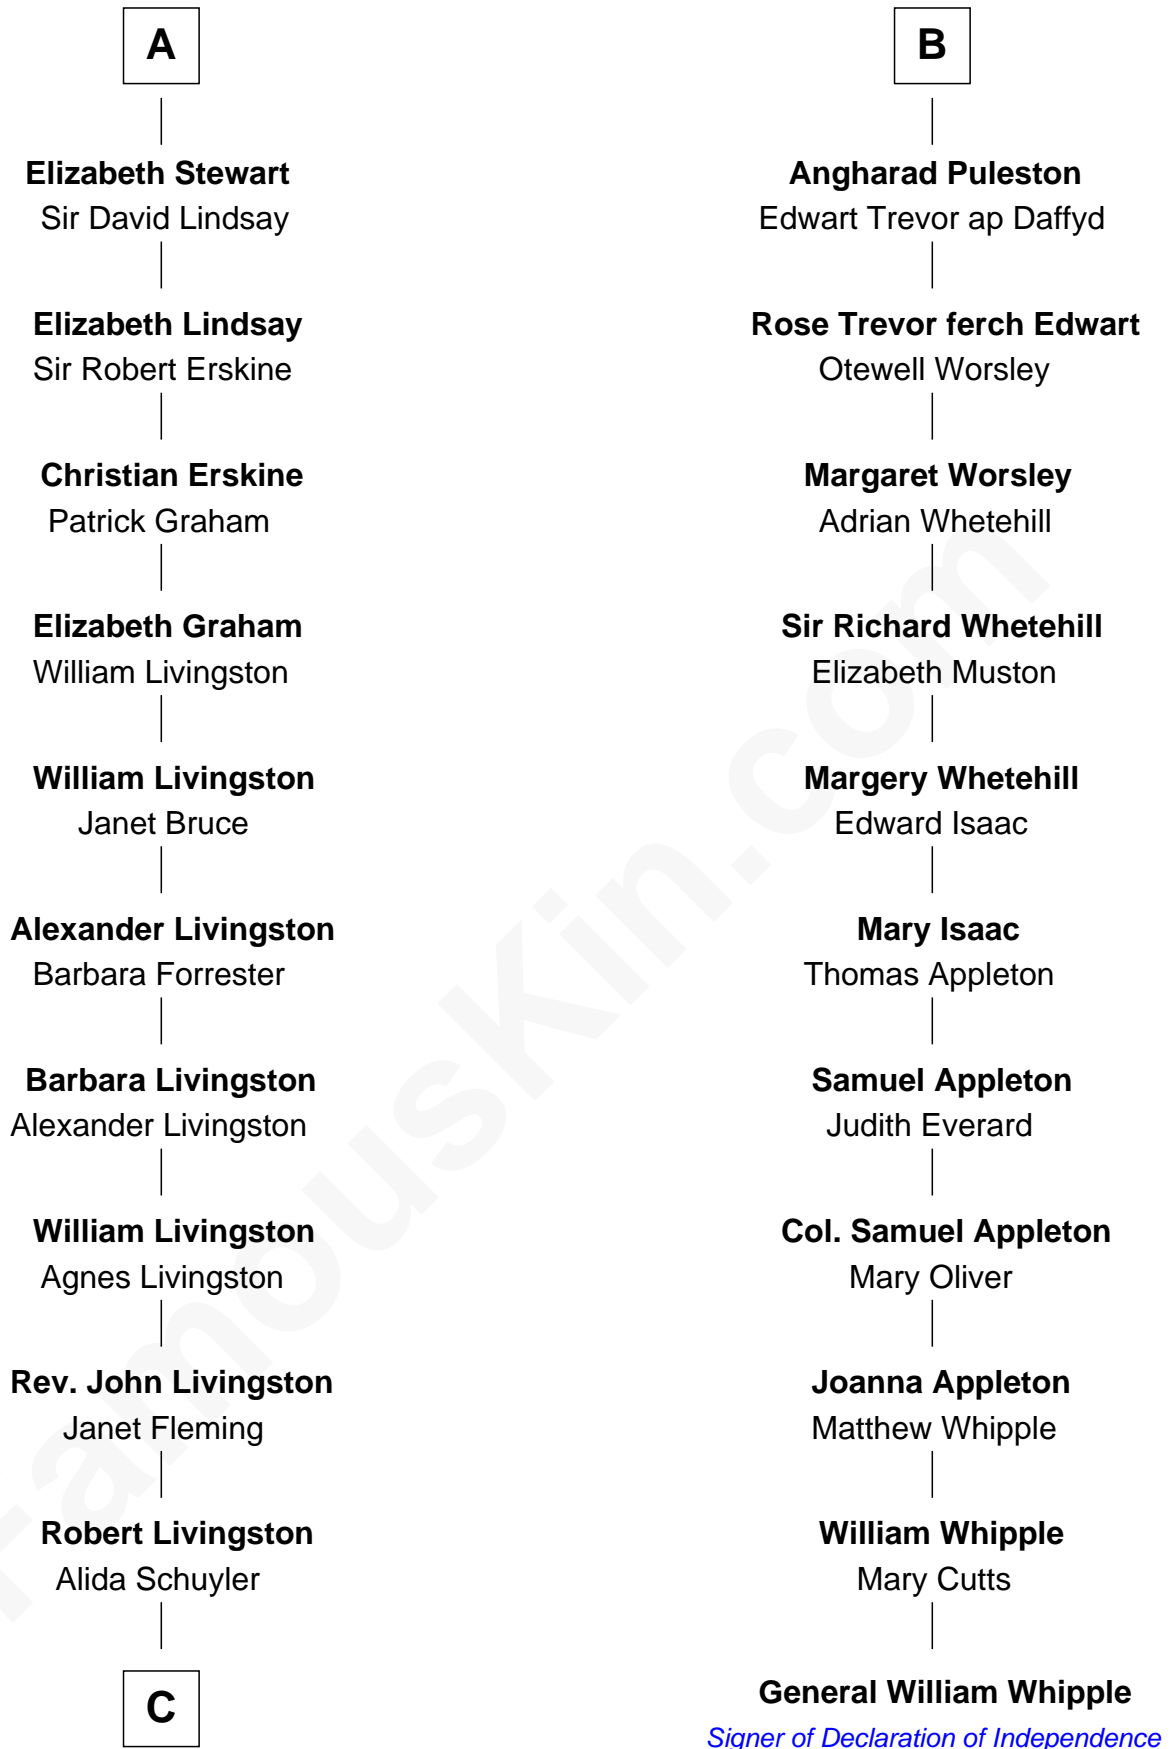 A
Elizabeth Stewart
Sir David Lindsay
Elizabeth Lindsay
Sir Robert Erskine
Christian Erskine
Patrick Graham
Elizabeth Graham
William Livingston
William Livingston
Janet Bruce
Alexander Livingston
Barbara Forrester
Barbara Livingston
Alexander Livingston
William Livingston
Agnes Livingston
Rev. John Livingston
Janet Fleming
Robert Livingston
Alida Schuyler
C
B
Angharad Puleston
Edwart Trevor ap Daffyd
Rose Trevor ferch Edwart
Otewell Worsley
Margaret Worsley
Adrian Whetehill
Sir Richard Whetehill
Elizabeth Muston
Margery Whetehill
Edward Isaac
Mary Isaac
Thomas Appleton
Samuel Appleton
Judith Everard
Col. Samuel Appleton
Mary Oliver
Joanna Appleton
Matthew Whipple
William Whipple
Mary Cutts
General William Whipple
Signer of Declaration of Independence
FamousKin.com